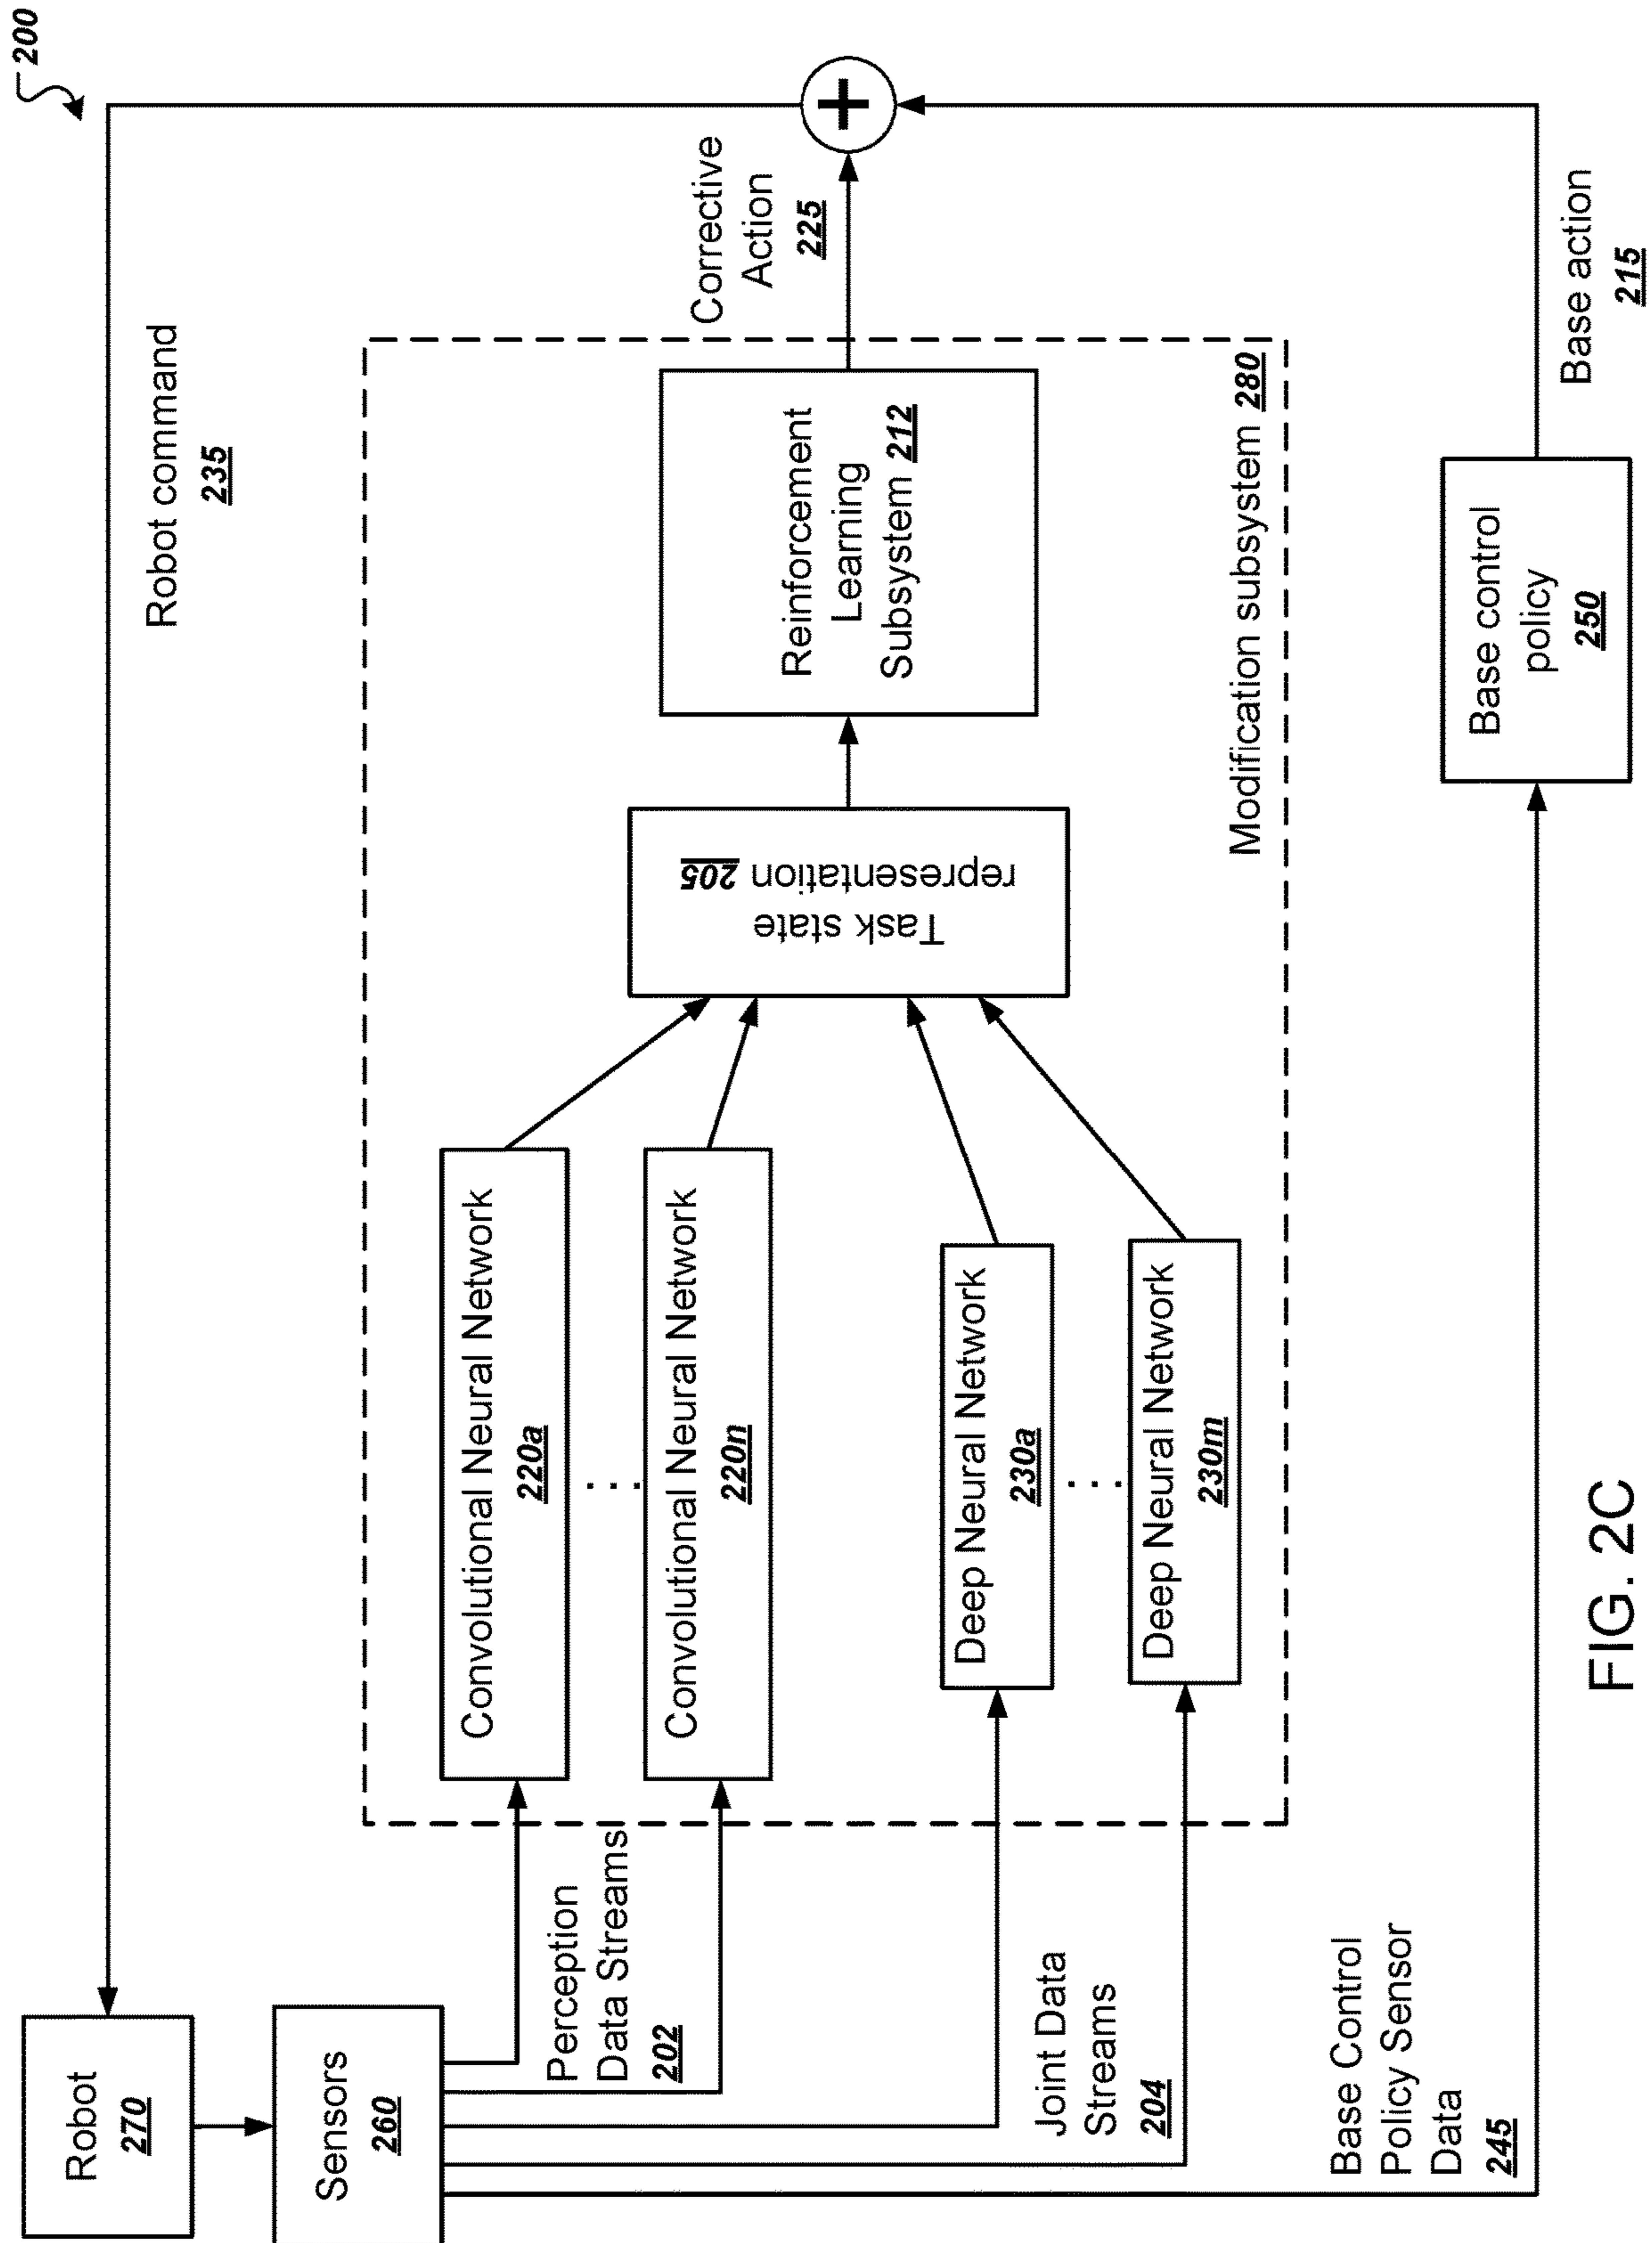 200
Robot command
235
Robot
270
Sensors
260
Perception
Data Streams
202
Convolutional Neural Network
220a
...
Convolutional Neural Network
220n
Joint Data
Streams
204
Deep Neural Network
230a
...
Deep Neural Network
230m
Task state
representation 205
Reinforcement
Learning
Subsystem 212
Modification subsystem 280
Corrective
Action
225
+
Base Control
Policy Sensor
Data
245
Base control
policy
250
Base action
215
FIG. 2C